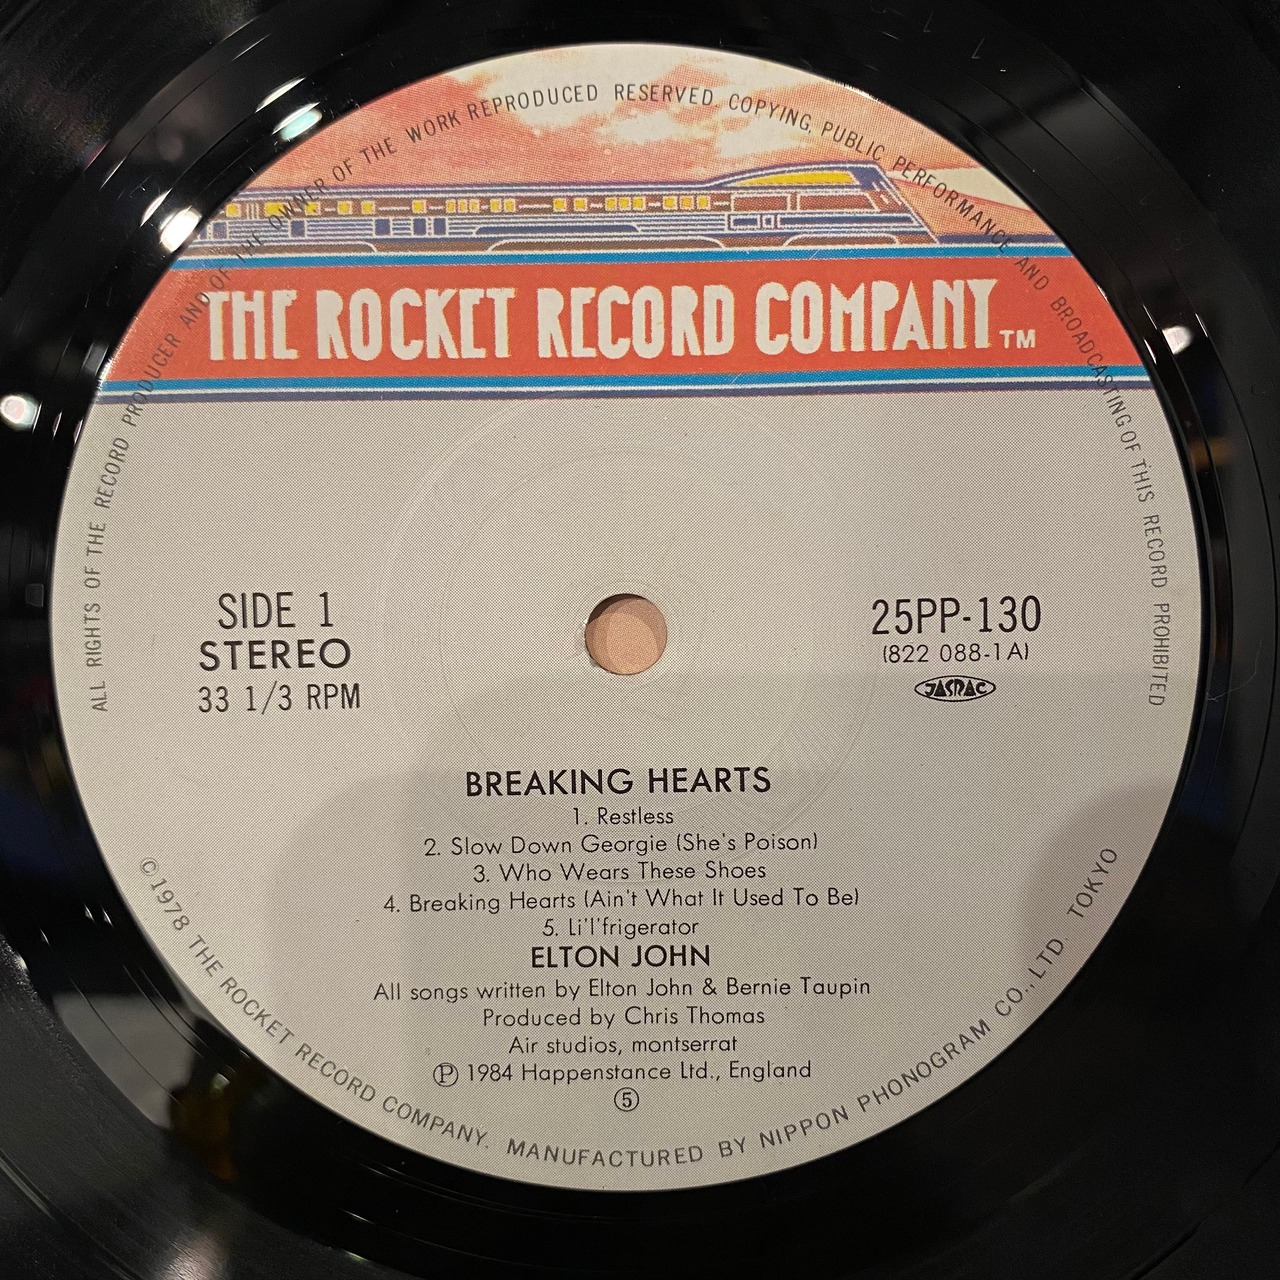 ALL RIGHTS OF THE RECORD PRODUCER AND OF THE OWNER OF THE WORK REPRODUCED RESERVED. COPYING, PUBLIC PERFORMANCE AND BROADCASTING OF THIS RECORD PROHIBITED
THE ROCKET RECORD COMPANY TM
SIDE 1
STEREO
33 1/3 RPM
25PP-130
(822 088-1A)
JASRAC
BREAKING HEARTS
1. Restless
2. Slow Down Georgie (She's Poison)
3. Who Wears These Shoes
4. Breaking Hearts (Ain't What It Used To Be)
5. Li'l'frigerator
ELTON JOHN
All songs written by Elton John & Bernie Taupin
Produced by Chris Thomas
Air studios, montserrat
Ⓟ 1984 Happenstance Ltd., England
⑤
©1978 THE ROCKET RECORD COMPANY. MANUFACTURED BY NIPPON PHONOGRAM CO., LTD. TOKYO